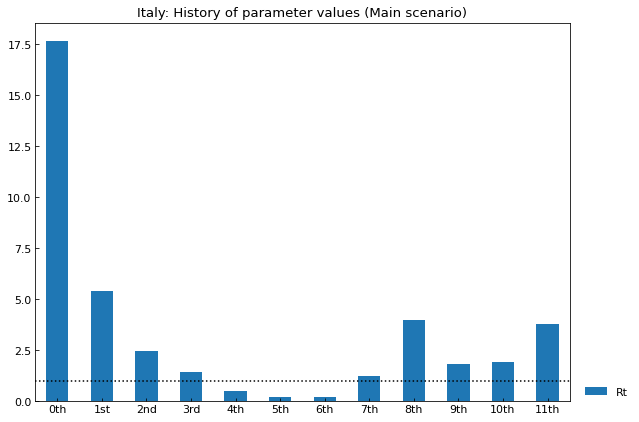 Italy: History of parameter values (Main scenario)
17.5
15.0
12.5
10.0
7.5
5.0
2.5
0.0
0th 1st 2nd 3rd 4th 5th 6th 7th 8th 9th 10th 11th
Rt